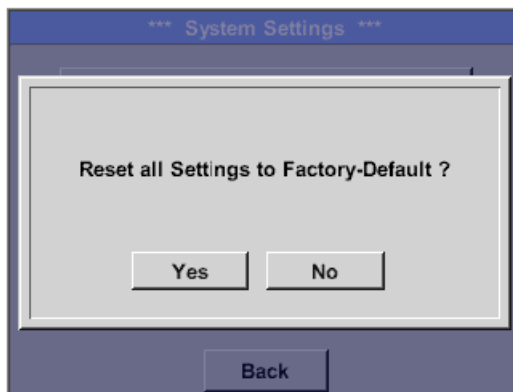 *** System Settings ***
Reset all Settings to Factory-Default ?
Yes No
Back